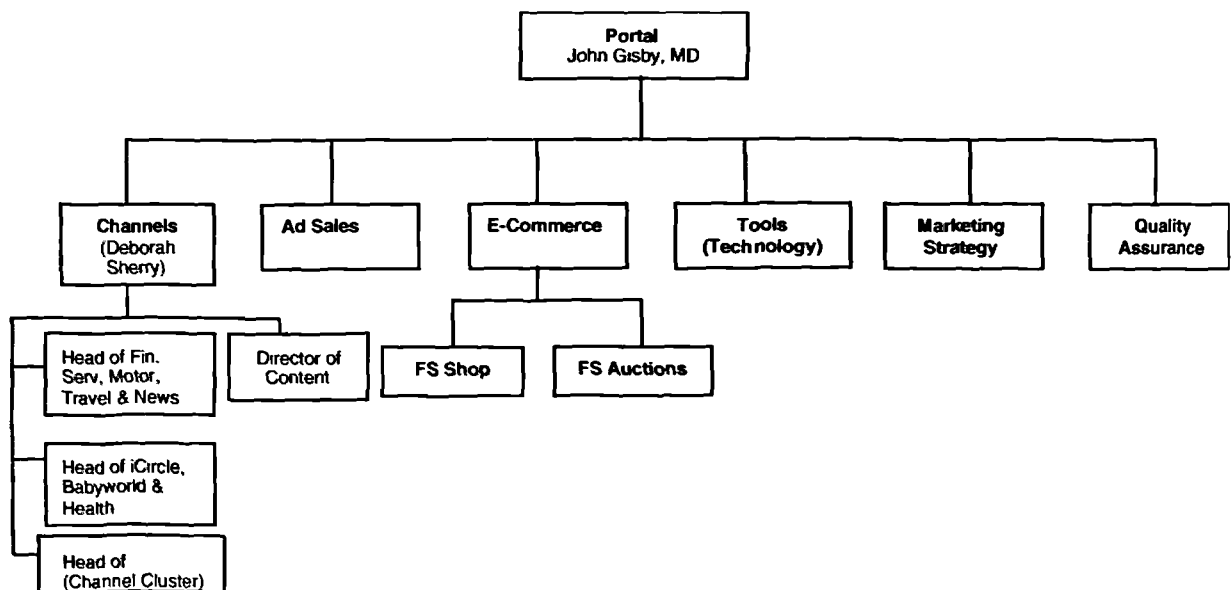 Portal
John Gisby, MD
Channels
(Deborah
Sherry)
Ad Sales
E-Commerce
Tools
(Technology)
Marketing
Strategy
Quality
Assurance
Head of Fin.
Serv, Motor,
Travel & News
Director of
Content
FS Shop
FS Auctions
Head of iCircle,
Babyworld &
Health
Head of
(Channel Cluster)